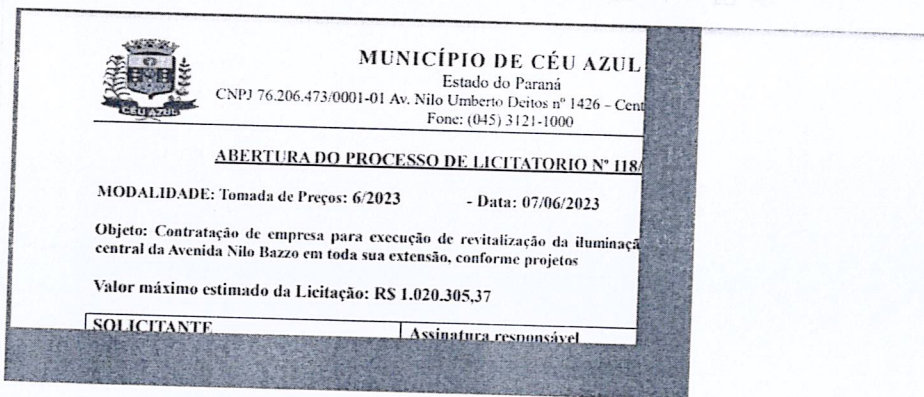 MUNICÍPIO DE CÉU AZUL
Estado do Paraná
CNPJ 76.206.473/0001-01 Av. Nilo Umberto Deitos nº 1426 – Cent
Fone: (045) 3121-1000
CÉU AZUL
ABERTURA DO PROCESSO DE LICITATORIO Nº 118/
MODALIDADE: Tomada de Preços: 6/2023 - Data: 07/06/2023
Objeto: Contratação de empresa para execução de revitalização da iluminaçã
central da Avenida Nilo Bazzo em toda sua extensão, conforme projetos
Valor máximo estimado da Licitação: R$ 1.020.305,37
SOLICITANTE Assinatura responsável